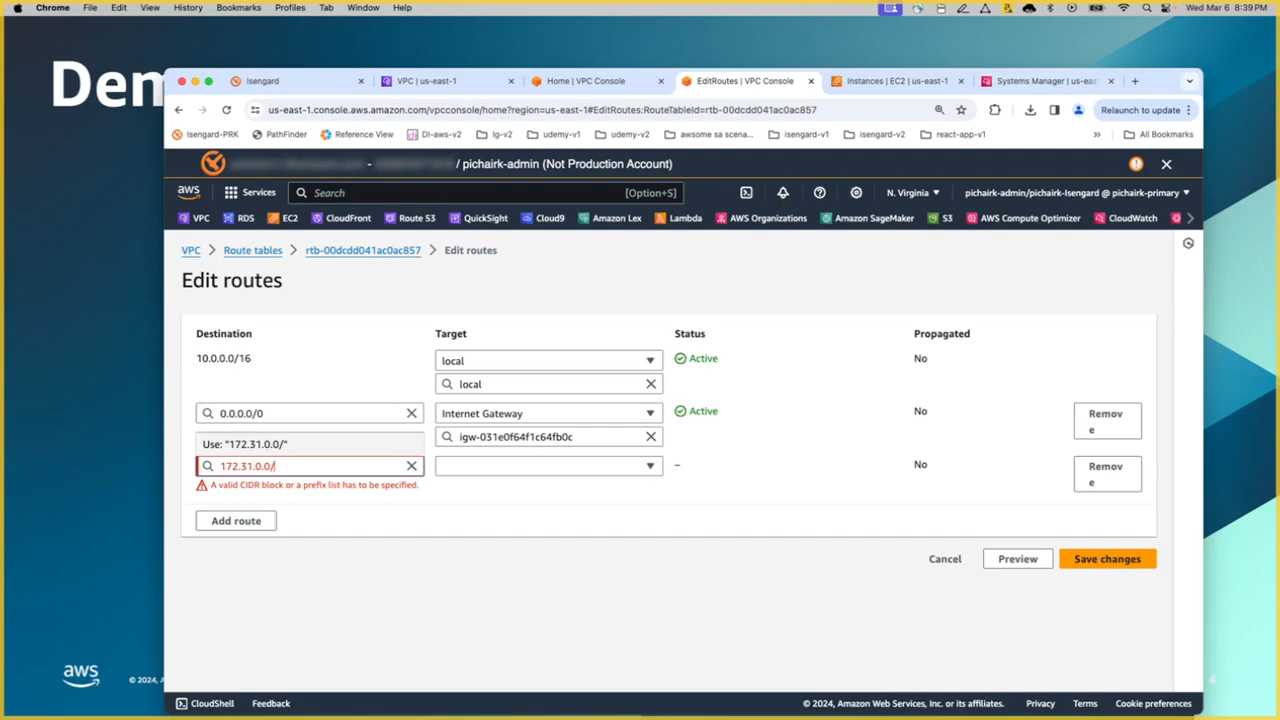 Chrome File Edit View History Bookmarks Profiles Tab Window Help Wed Mar 6 8:39 PM
Dem
Isengard VPC | us-east-1 Home | VPC Console EditRoutes | VPC Console Instances | EC2 | us-east-1 Systems Manager | us-eas
us-east-1.console.aws.amazon.com/vpcconsole/home?region=us-east-1#EditRoutes:RouteTableId=rtb-00dcdd041ac0ac857 Relaunch to update
Isengard-PRK PathFinder Reference View DI-aws-v2 lg-v2 udemy-v1 udemy-v2 awsome sa scena... isengard-v1 isengard-v2 react-app-v1 » All Bookmarks
- / pichairk-admin (Not Production Account)
aws Services Search [Option+S] N. Virginia pichairk-admin/pichairk-Isengard @ pichairk-primary
VPC RDS EC2 CloudFront Route 53 QuickSight Cloud9 Amazon Lex Lambda AWS Organizations Amazon SageMaker S3 AWS Compute Optimizer CloudWatch
VPC Route tables rtb-00dcdd041ac0ac857 Edit routes
Edit routes
Destination Target Status Propagated
10.0.0.0/16 local Active No
local
0.0.0.0/0 Internet Gateway Active No Remov
e
igw-031e0f64f1c64fb0c
Use: "172.31.0.0/"
172.31.0.0/ – No Remov
e
A valid CIDR block or a prefix list has to be specified.
Add route
Cancel Preview Save changes
aws © 2024, 4
CloudShell Feedback © 2024, Amazon Web Services, Inc. or its affiliates. Privacy Terms Cookie preferences